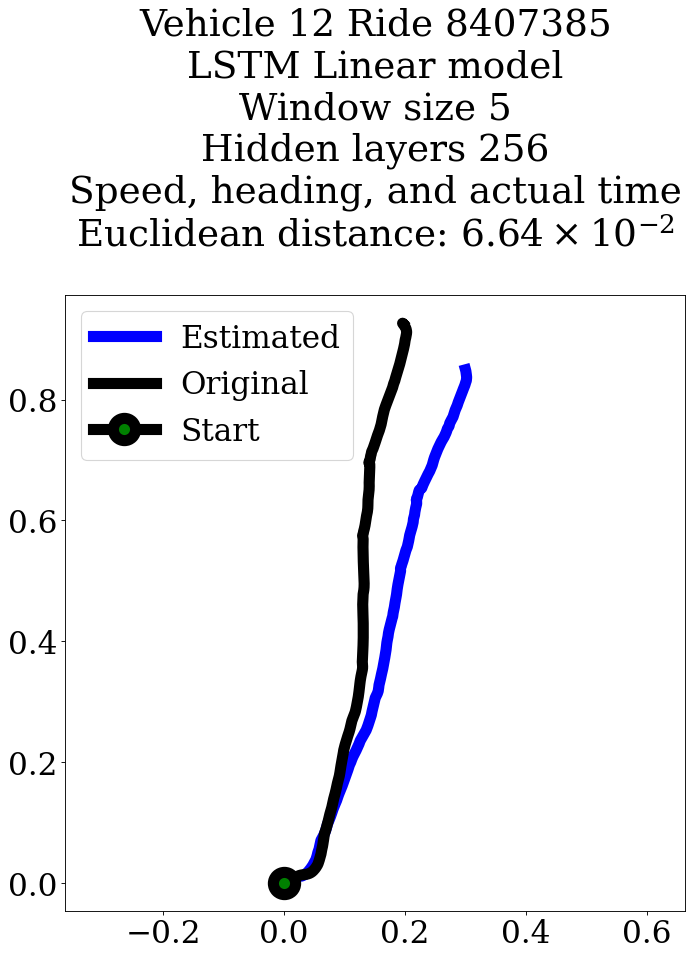 Vehicle 12 Ride 8407385
LSTM Linear model
Window size 5
Hidden layers 256
Speed, heading, and actual time
Euclidean distance: 6.64 × 10⁻²
Estimated
Original
Start
0.8
0.6
0.4
0.2
0.0
−0.2 0.0 0.2 0.4 0.6